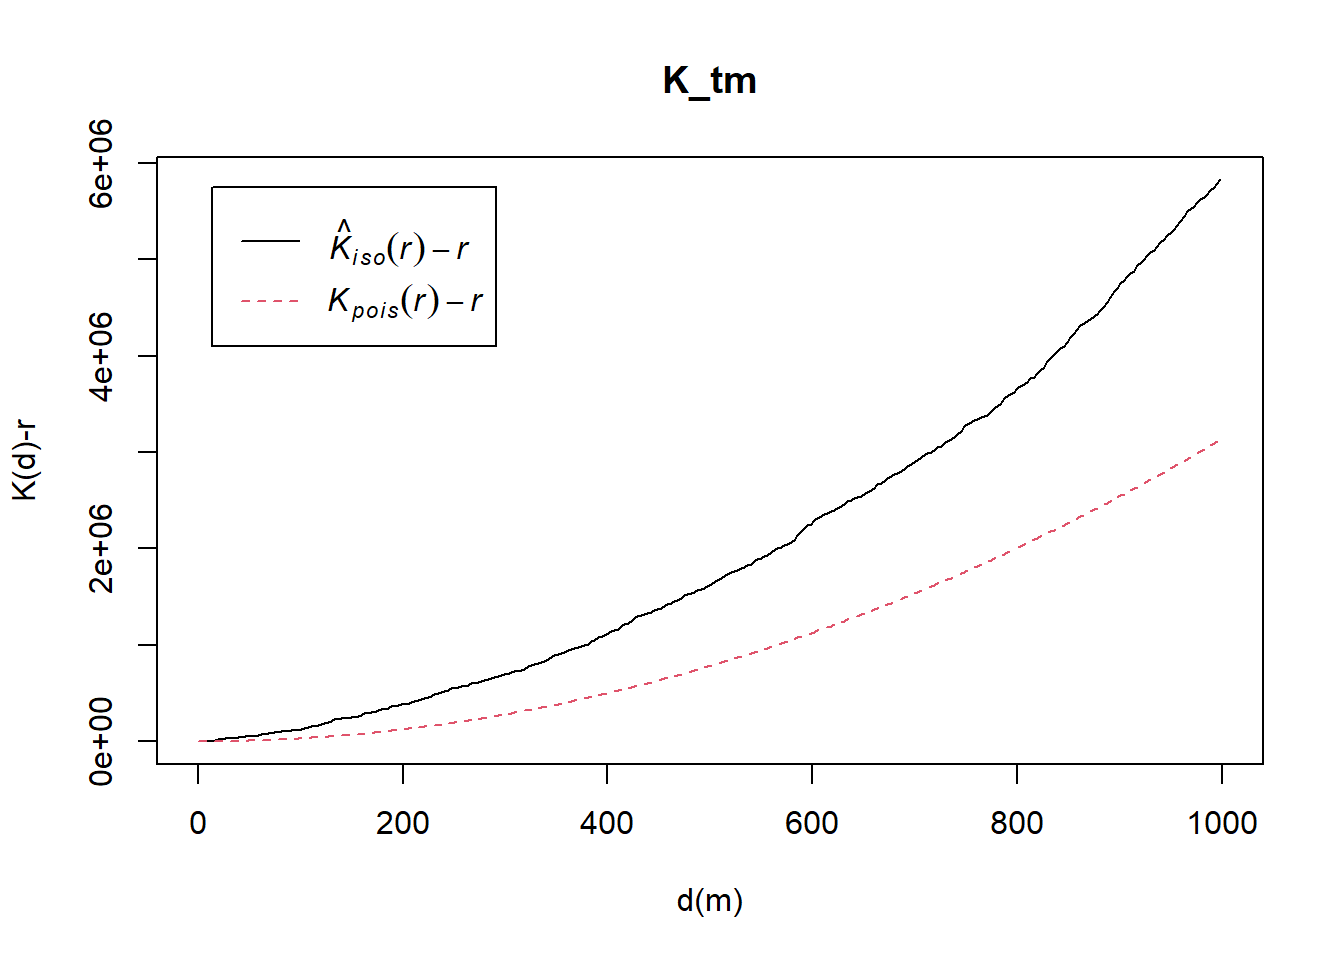 K_tm
K̂iso(r) – r
Kpois(r) – r
6e+06
4e+06
2e+06
0e+00
K(d)-r
0 200 400 600 800 1000
d(m)